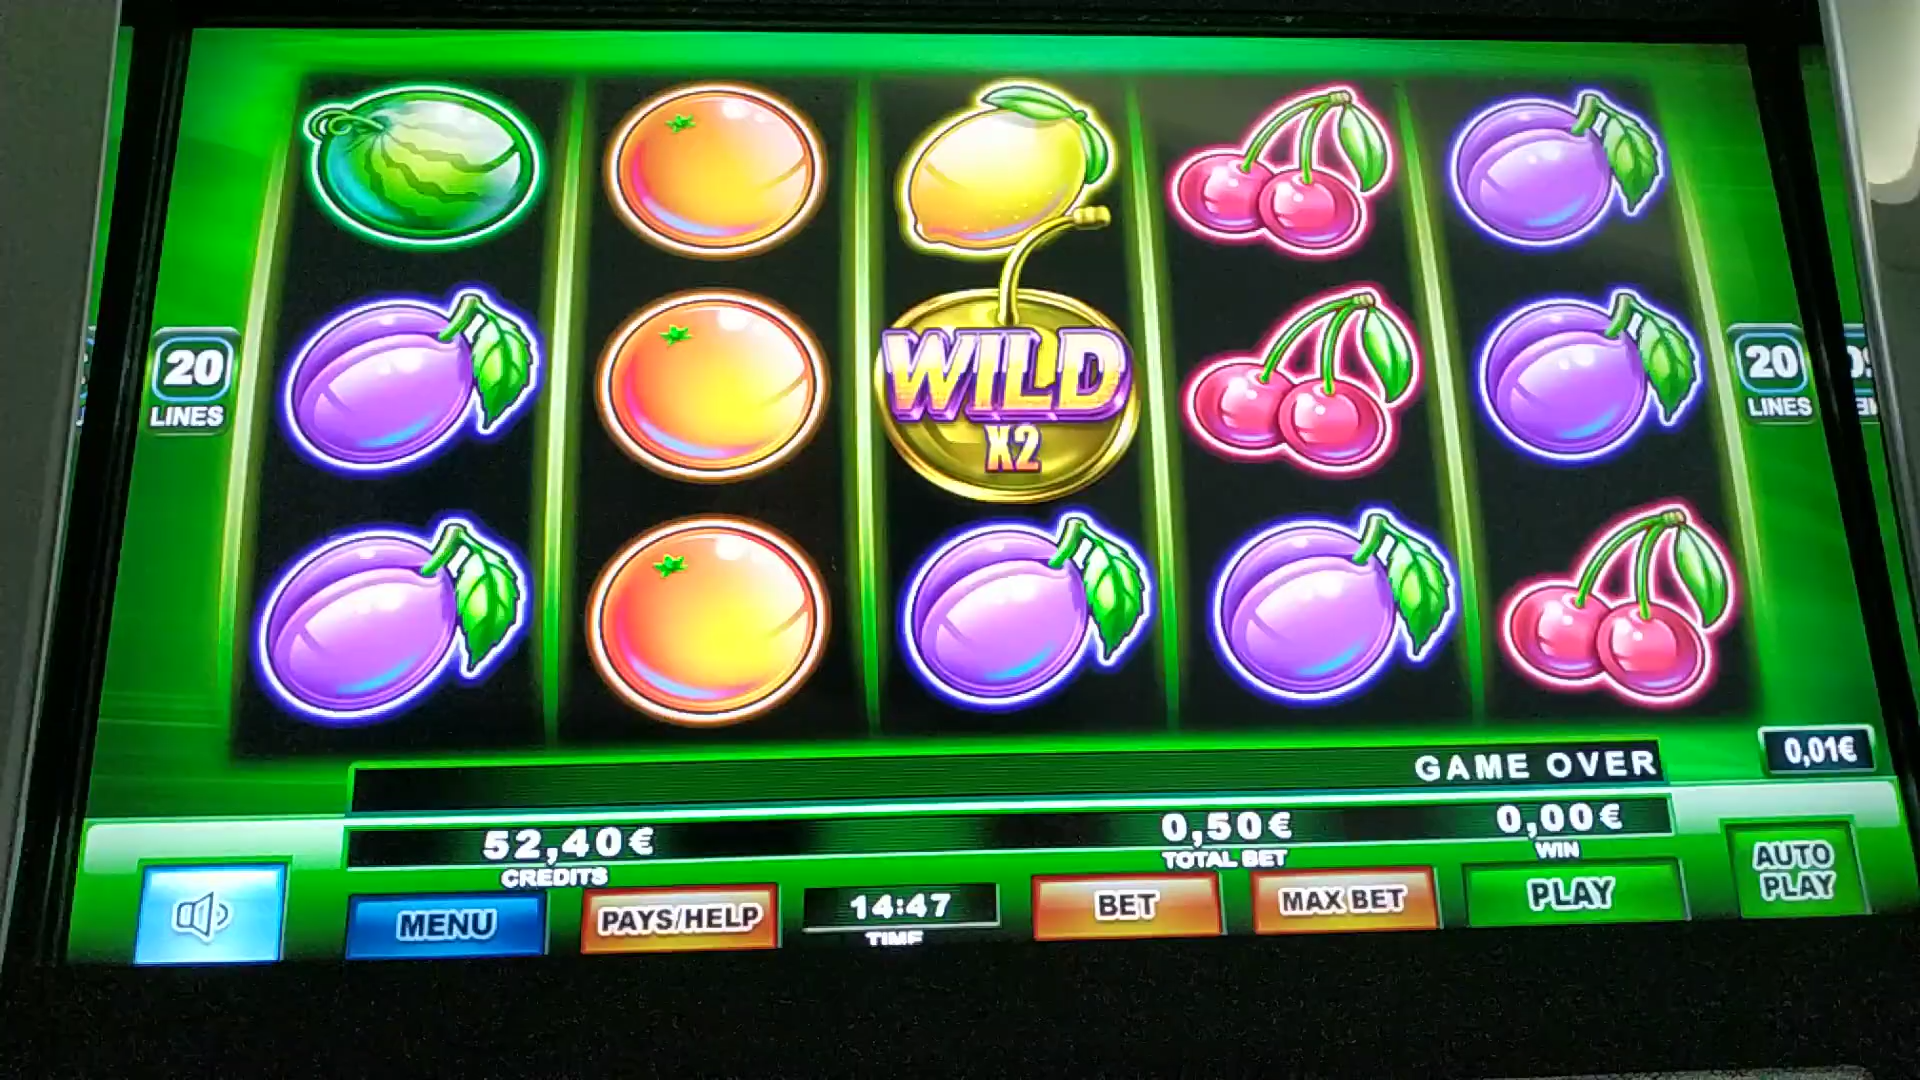 WILD
X2
20
LINES
20
LINES
GAME OVER
0,01€
52,40€
CREDITS
0,50€
TOTAL BET
0,00€
WIN
MENU
PAYS/HELP
14:47
TIME
BET
MAX BET
PLAY
AUTO
PLAY